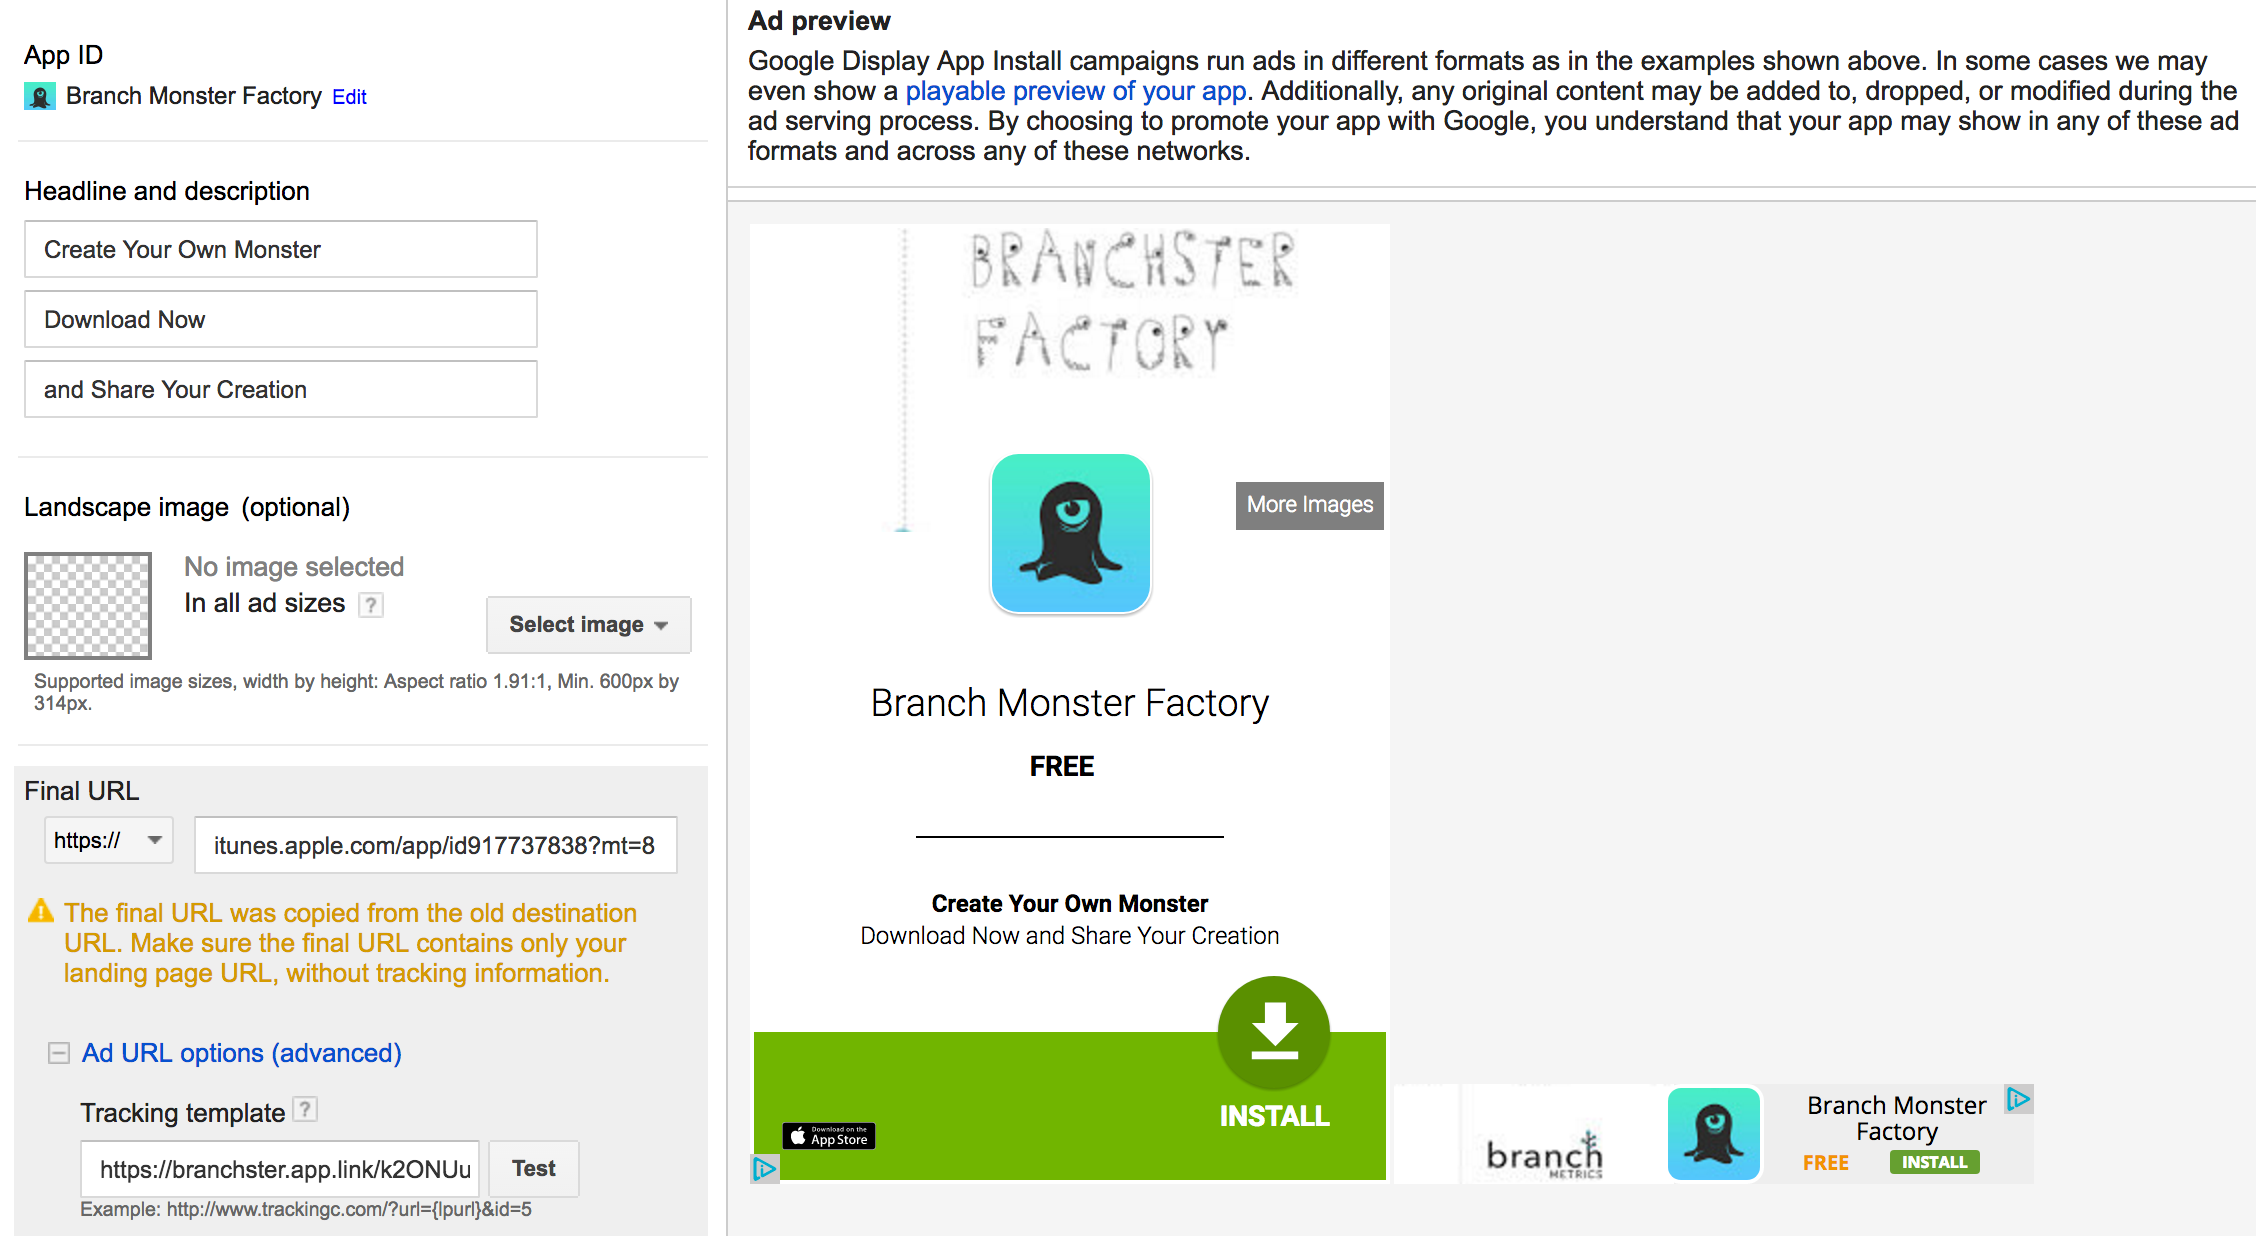 App ID
Branch Monster Factory Edit
Headline and description
Create Your Own Monster
Download Now
and Share Your Creation
Landscape image (optional)
No image selected
In all ad sizes ?
Select image
Supported image sizes, width by height: Aspect ratio 1.91:1, Min. 600px by
314px.
Final URL
https://
itunes.apple.com/app/id917737838?mt=8
The final URL was copied from the old destination
URL. Make sure the final URL contains only your
landing page URL, without tracking information.
Ad URL options (advanced)
Tracking template ?
https://branchster.app.link/k2ONUu
Test
Example: http://www.trackingc.com/?url={lpurl}&id=5
Ad preview
Google Display App Install campaigns run ads in different formats as in the examples shown above. In some cases we may
even show a playable preview of your app. Additionally, any original content may be added to, dropped, or modified during the
ad serving process. By choosing to promote your app with Google, you understand that your app may show in any of these ad
formats and across any of these networks.
BRANCHSTER
FACTORY
More Images
Branch Monster Factory
FREE
Create Your Own Monster
Download Now and Share Your Creation
INSTALL
Download on the
App Store
branch
METRICS
Branch Monster
Factory
FREE
INSTALL